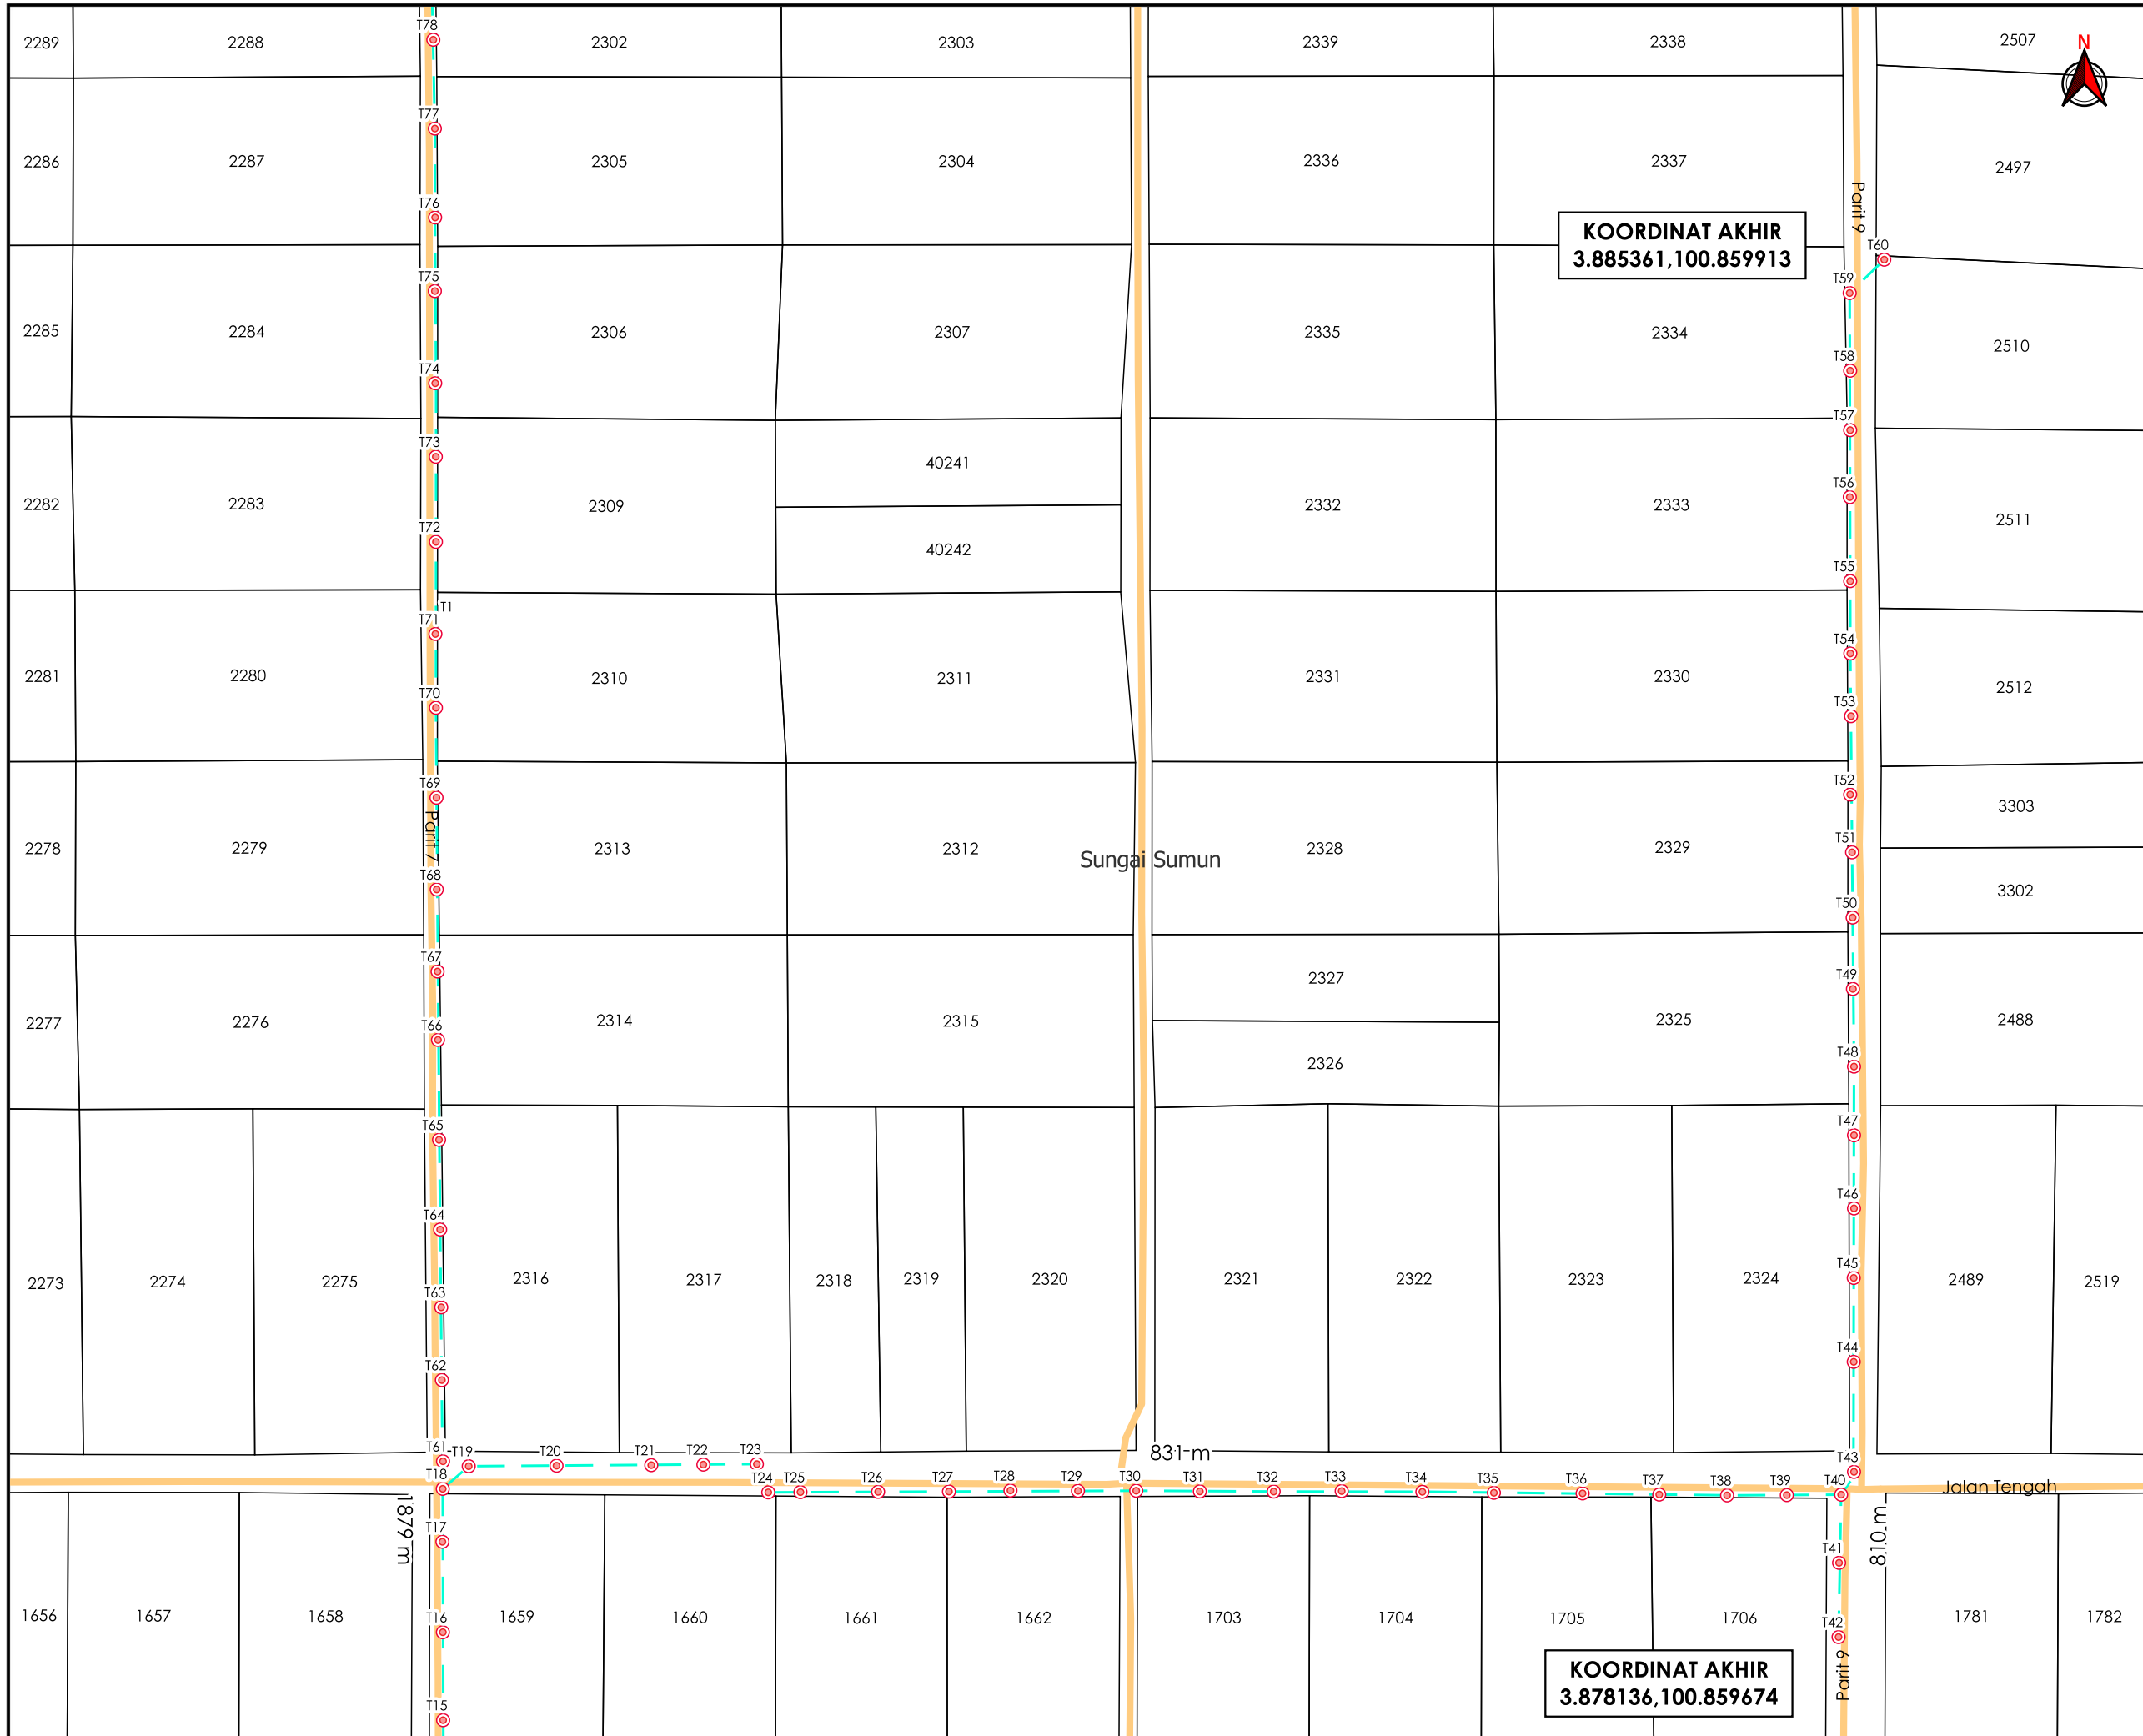 T78
2289
2288
2302
2303
2339
2338
2507
N
T77
2286
2287
2305
2304
2336
2337
2497
Parit 9
T76
KOORDINAT AKHIR
3.885361,100.859913
T60
T75
T59
2285
2284
2306
2307
2335
2334
2510
T74
T58
T57
T73
40241
T56
2282
2283
2309
2332
2333
2511
T72
40242
T55
T1
T71
T54
2281
2280
2310
2311
2331
2330
2512
T70
T53
T69
T52
3303
Parit 7
T51
2278
2279
2313
2312
Sungai Sumun
2328
2329
T68
3302
T50
T67
2327
T49
2277
2276
2314
2315
2325
2488
T66
T48
2326
T65
T47
T64
T46
2273
2274
2275
2316
2317
2318
2319
2320
2321
2322
2323
2324
T45
2489
2519
T63
T62
T44
T61
T19
T20
T21
T22
T23
831 m
T43
T18
T24
T25
T26
T27
T28
T29
T30
T31
T32
T33
T34
T35
T36
T37
T38
T39
T40
Jalan Tengah
1879 m
T17
T41
810 m
1656
1657
1658
T16
1659
1660
1661
1662
1703
1704
1705
1706
T42
1781
1782
KOORDINAT AKHIR
3.878136,100.859674
Parit 9
T15